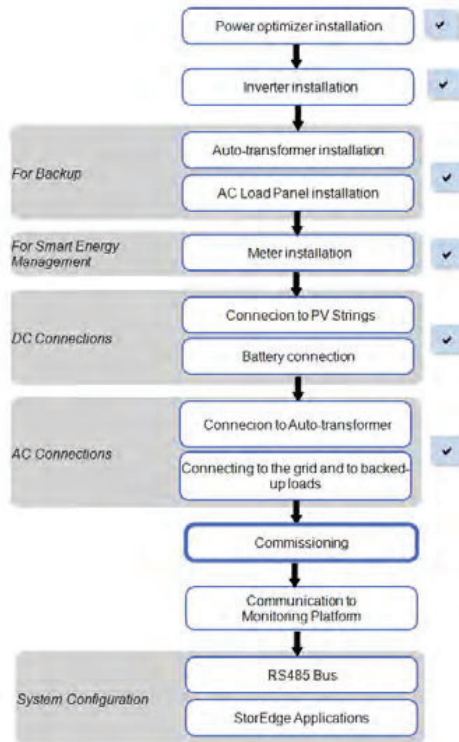 Power optimizer installation
Inverter installation
For Backup
Auto-transformer installation
AC Load Panel installation
For Smart Energy
Management
Meter installation
DC Connections
Connecion to PV Strings
Battery connection
AC Connections
Connecion to Auto-transformer
Connecting to the grid and to backed-
up loads
Commissioning
Communication to
Monitoring Platform
System Configuration
RS485 Bus
StorEdge Applications